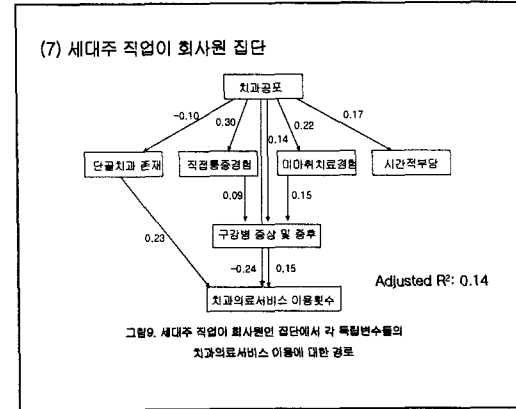 (7) 세대주 직업이 회사원 집단
치과공포
-0.10
0.30
0.14
0.22
0.17
단골치과 존재
직접통증경험
미마취치료경험
시간적부담
0.09
0.15
구강병 증상 및 증후
0.23
-0.24
0.15
Adjusted R²: 0.14
치과의료서비스 이용횟수
그림9. 세대주 직업이 회사원인 집단에서 각 독립변수들의
치과의료서비스 이용에 대한 경로